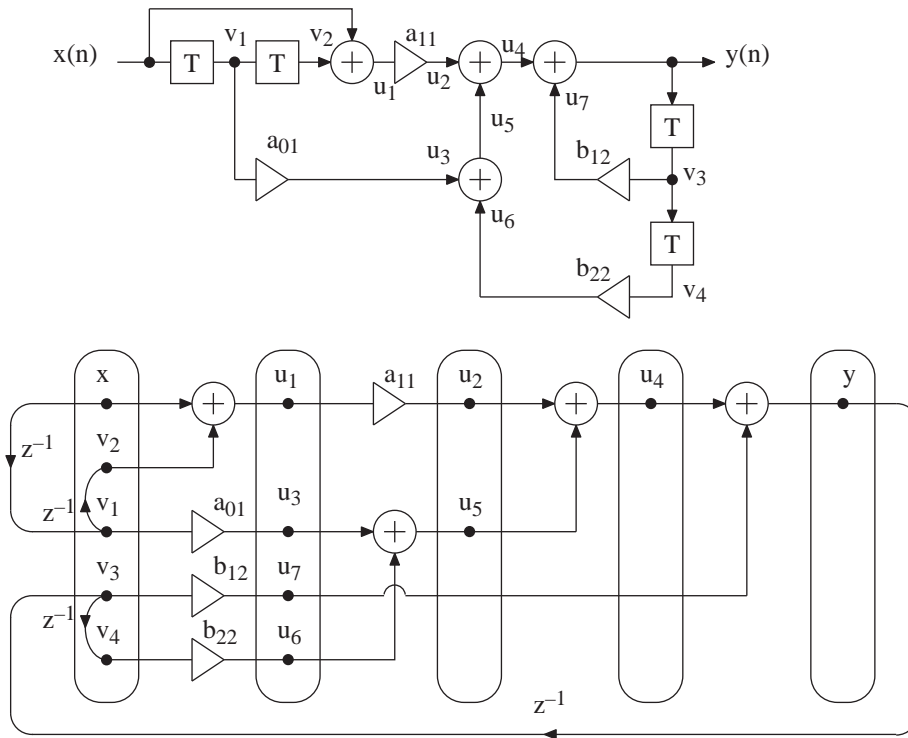 v₁ v₂ a₁₁ u₄
x(n) T T + + + y(n)
u₁ u₂ u₇
T
u₅
a₀₁ b₁₂
u₃ + v₃
u₆ T
b₂₂ v₄
x u₁ a₁₁ u₂ u₄ y
+ + +
z⁻¹ v₂
z⁻¹ v₁ a₀₁ u₃ u₅
+
v₃ b₁₂ u₇
z⁻¹ v₄ b₂₂ u₆
z⁻¹